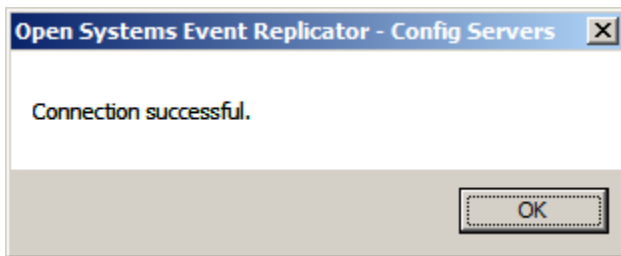 Open Systems Event Replicator - Config Servers
Connection successful.
OK